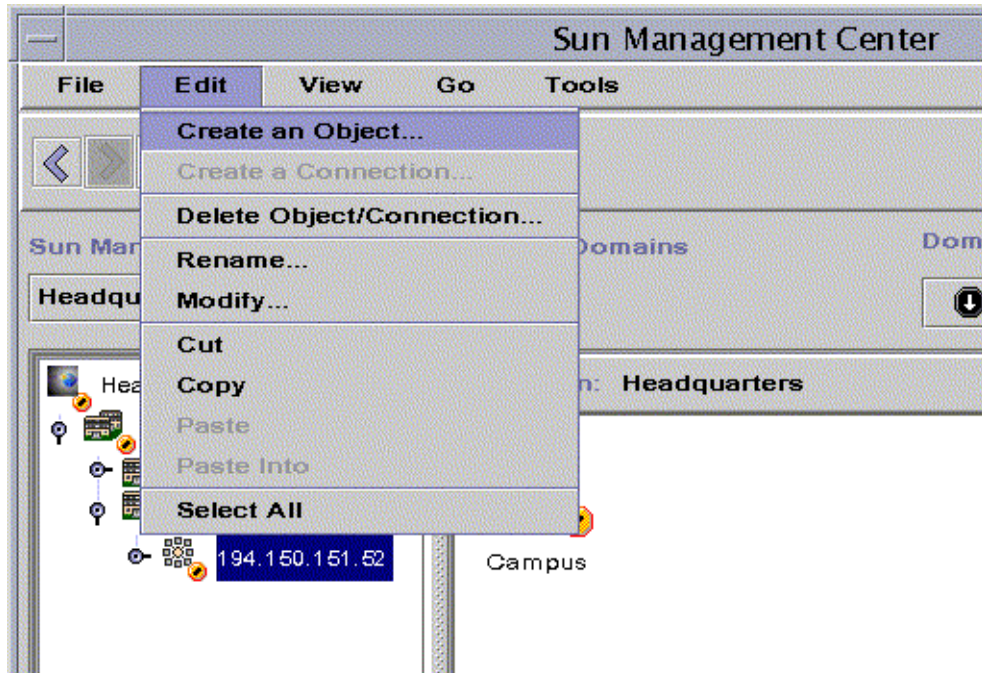 Sun Management Center
File Edit View Go Tools
Create an Object...
Create a Connection...
Delete Object/Connection...
Rename...
Modify...
Cut
Copy
Paste
Paste Into
Select All
Sun Man
Domains
Dom
Headqu
Hea
n: Headquarters
194.150.151.52
Campus